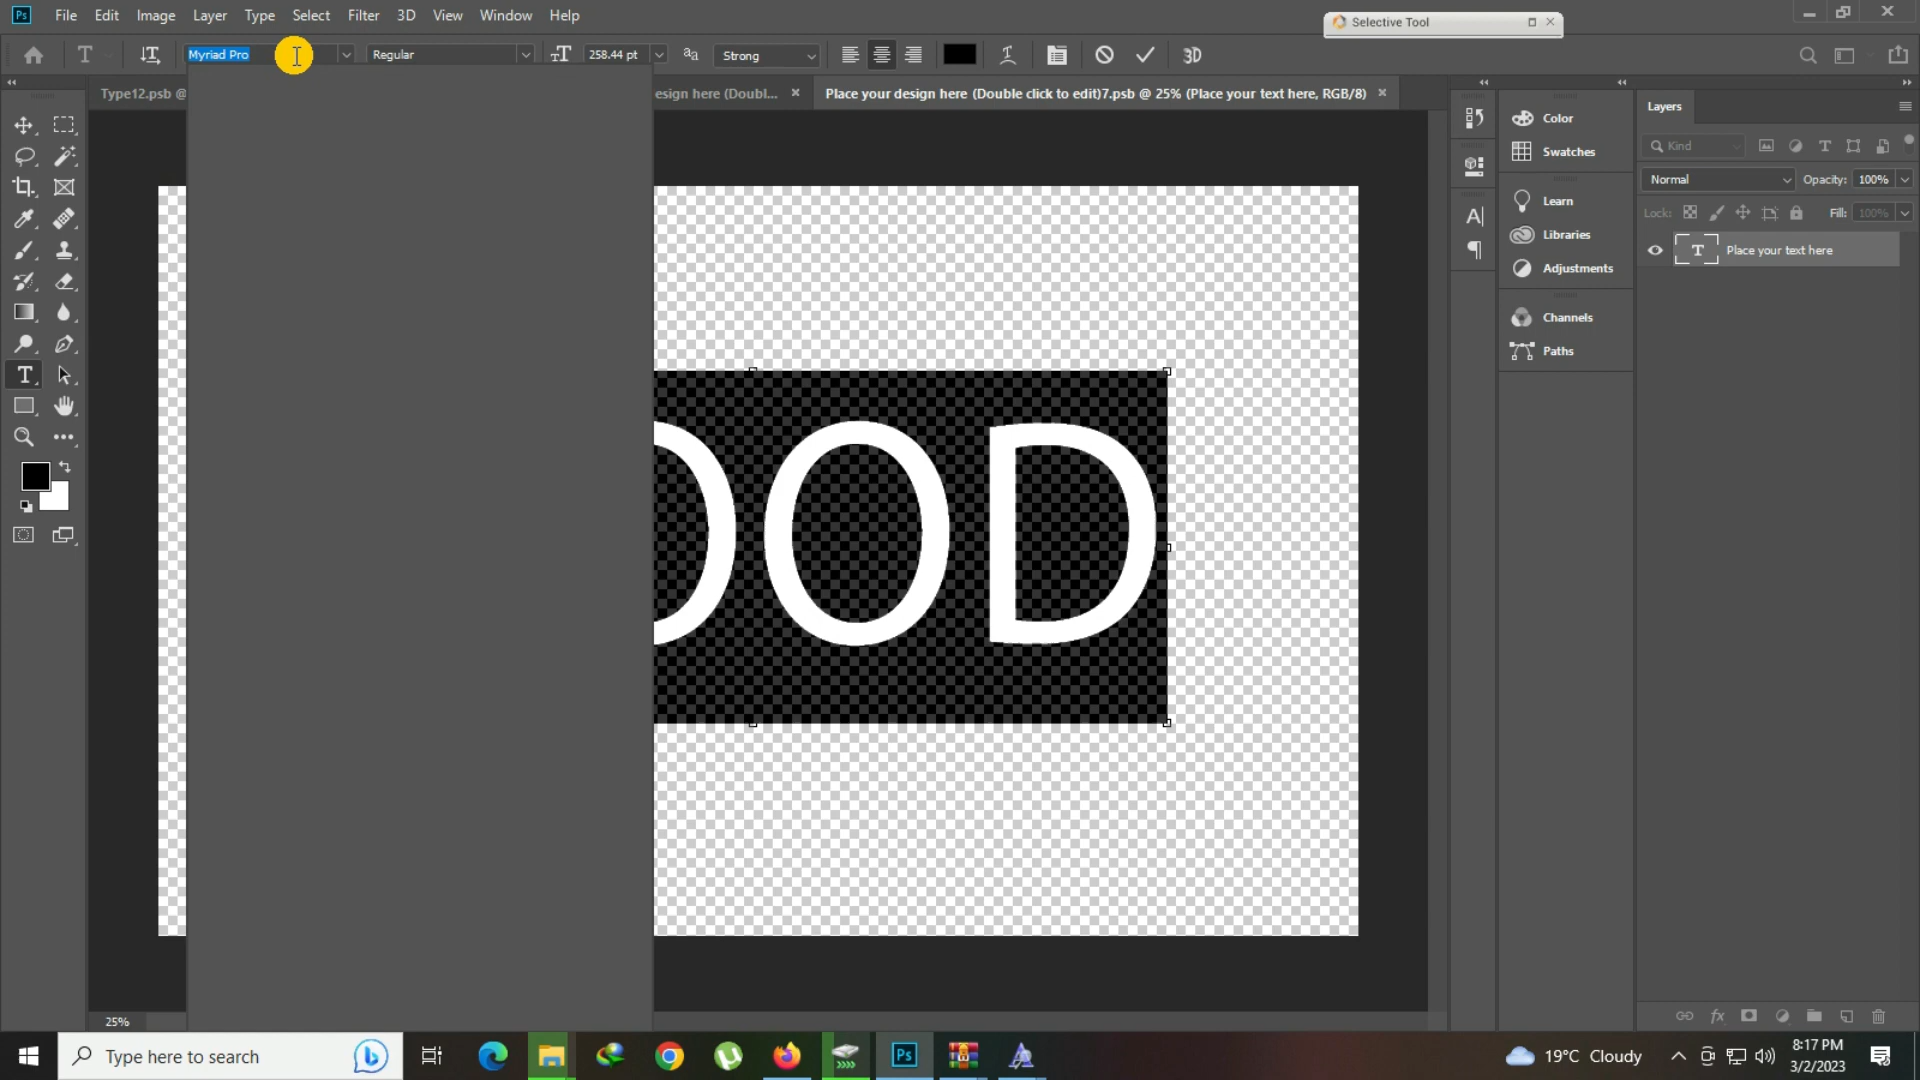 Ps File Edit Image Layer Type Select Filter 3D View Window Help
Selective Tool
Myriad Pro Regular 258.44 pt Strong 3D
Type12.psb @
esign here (Doubl...
Place your design here (Double click to edit)7.psb @ 25% (Place your text here, RGB/8)
OOD
Color
Swatches
Learn
Libraries
Adjustments
Channels
Paths
Layers
Kind
Normal Opacity: 100%
Lock: Fill: 100%
T Place your text here
25%
Type here to search
Ps
19°C Cloudy
8:17 PM
3/2/2023